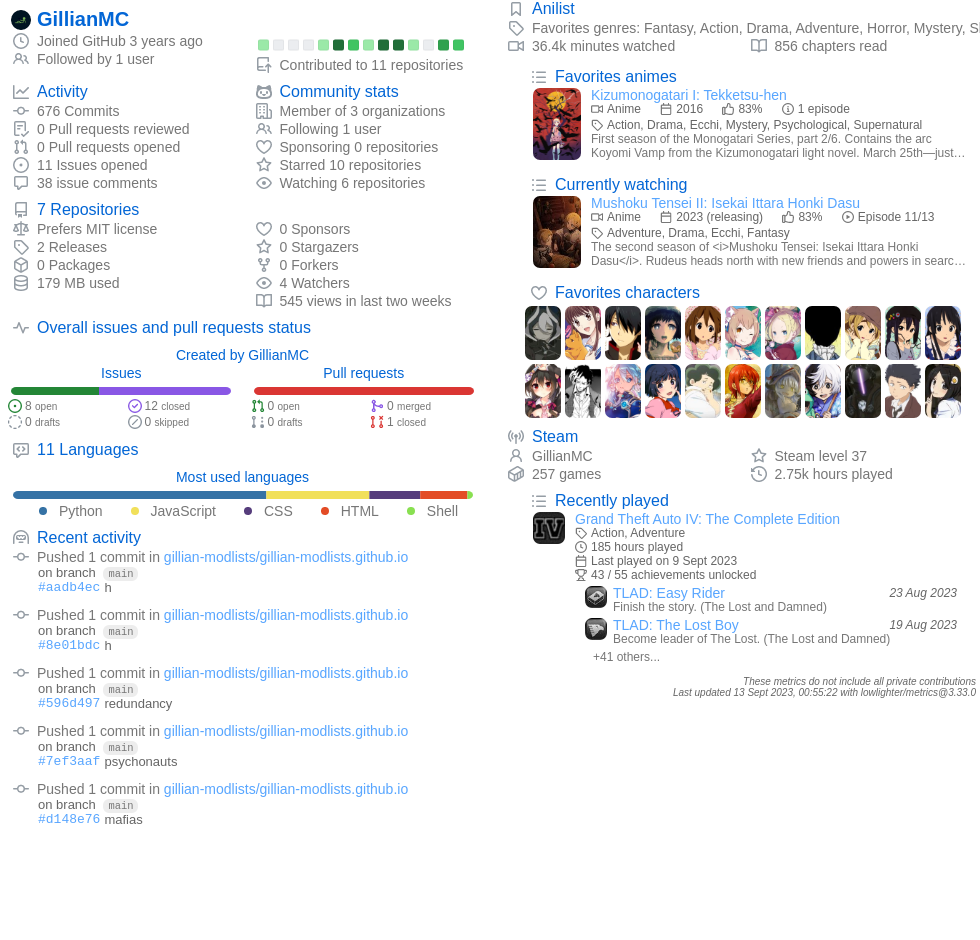 GillianMC
Joined GitHub 3 years ago
Followed by 1 user
Contributed to 11 repositories
Activity
676 Commits
0 Pull requests reviewed
0 Pull requests opened
11 Issues opened
38 issue comments
Community stats
Member of 3 organizations
Following 1 user
Sponsoring 0 repositories
Starred 10 repositories
Watching 6 repositories
7 Repositories
Prefers MIT license
2 Releases
0 Packages
179 MB used
0 Sponsors
0 Stargazers
0 Forkers
4 Watchers
545 views in last two weeks
Overall issues and pull requests status
Created by GillianMC
Issues
8 open
12 closed
0 drafts
0 skipped
Pull requests
0 open
0 merged
0 drafts
1 closed
11 Languages
Most used languages
Python JavaScript CSS HTML Shell
Recent activity
Pushed 1 commit in gillian-modlists/gillian-modlists.github.io
on branch main
#aadb4ec h
Pushed 1 commit in gillian-modlists/gillian-modlists.github.io
on branch main
#8e01bdc h
Pushed 1 commit in gillian-modlists/gillian-modlists.github.io
on branch main
#596d497 redundancy
Pushed 1 commit in gillian-modlists/gillian-modlists.github.io
on branch main
#7ef3aaf psychonauts
Pushed 1 commit in gillian-modlists/gillian-modlists.github.io
on branch main
#d148e76 mafias
Anilist
Favorites genres: Fantasy, Action, Drama, Adventure, Horror, Mystery, Sl
36.4k minutes watched
856 chapters read
Favorites animes
Kizumonogatari I: Tekketsu-hen
Anime 2016 83% 1 episode
Action, Drama, Ecchi, Mystery, Psychological, Supernatural
First season of the Monogatari Series, part 2/6. Contains the arc
Koyomi Vamp from the Kizumonogatari light novel. March 25th—just…
Currently watching
Mushoku Tensei II: Isekai Ittara Honki Dasu
Anime 2023 (releasing) 83% Episode 11/13
Adventure, Drama, Ecchi, Fantasy
The second season of <i>Mushoku Tensei: Isekai Ittara Honki
Dasu</i>. Rudeus heads north with new friends and powers in searc…
Favorites characters
Steam
GillianMC
Steam level 37
257 games
2.75k hours played
Recently played
Grand Theft Auto IV: The Complete Edition
IV
Action, Adventure
185 hours played
Last played on 9 Sept 2023
43 / 55 achievements unlocked
TLAD: Easy Rider 23 Aug 2023
Finish the story. (The Lost and Damned)
TLAD: The Lost Boy 19 Aug 2023
Become leader of The Lost. (The Lost and Damned)
+41 others...
These metrics do not include all private contributions
Last updated 13 Sept 2023, 00:55:22 with lowlighter/metrics@3.33.0